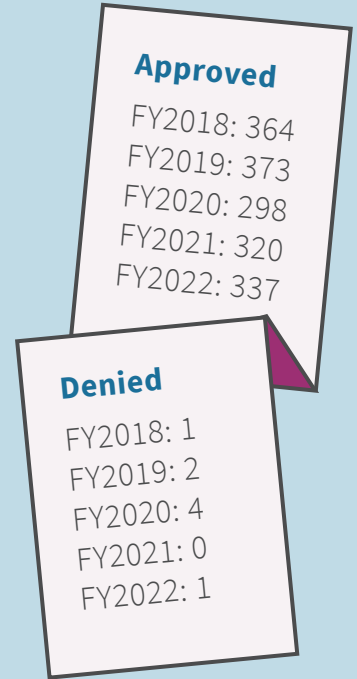 Approved
FY2018: 364
FY2019: 373
FY2020: 298
FY2021: 320
FY2022: 337
Denied
FY2018: 1
FY2019: 2
FY2020: 4
FY2021: 0
FY2022: 1